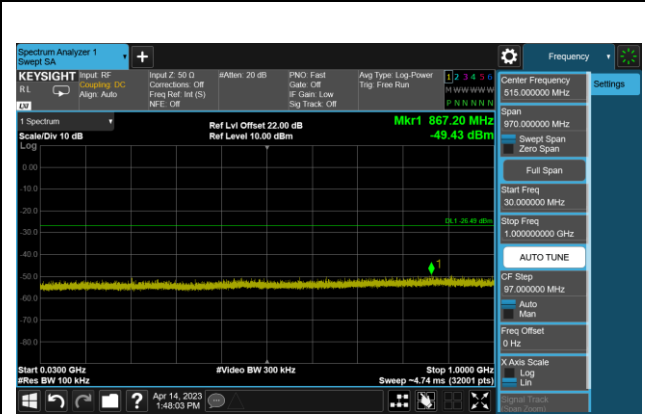 Spectrum Analyzer 1
Swept SA
+
Frequency
KEYSIGHT
RL
LXI
Input: RF
Coupling: DC
Align: Auto
Input Z: 50 Ω
Corrections: Off
Freq Ref: Int (S)
NFE: Off
#Atten: 20 dB
PNO: Fast
Gate: Off
IF Gain: Low
Sig Track: Off
Avg Type: Log-Power
Trig: Free Run
1 2 3 4 5 6
M W W W W W
P N N N N N
1 Spectrum
Scale/Div 10 dB
Ref Lvl Offset 22.00 dB
Ref Level 10.00 dBm
Mkr1 867.20 MHz
-49.43 dBm
Log
0.00
-10.0
-20.0
-30.0
-40.0
-50.0
-60.0
-70.0
-80.0
DL1 -26.43 dBm
1
Start 0.0300 GHz
#Res BW 100 kHz
#Video BW 300 kHz
Stop 1.0000 GHz
Sweep ~4.74 ms (32001 pts)
Center Frequency
515.000000 MHz
Settings
Span
970.000000 MHz
Swept Span
Zero Span
Full Span
Start Freq
30.000000 MHz
Stop Freq
1.000000000 GHz
AUTO TUNE
CF Step
97.000000 MHz
Auto
Man
Freq Offset
0 Hz
X Axis Scale
Log
Lin
Signal Track
(Span Zoom)
?
Apr 14, 2023
1:48:03 PM